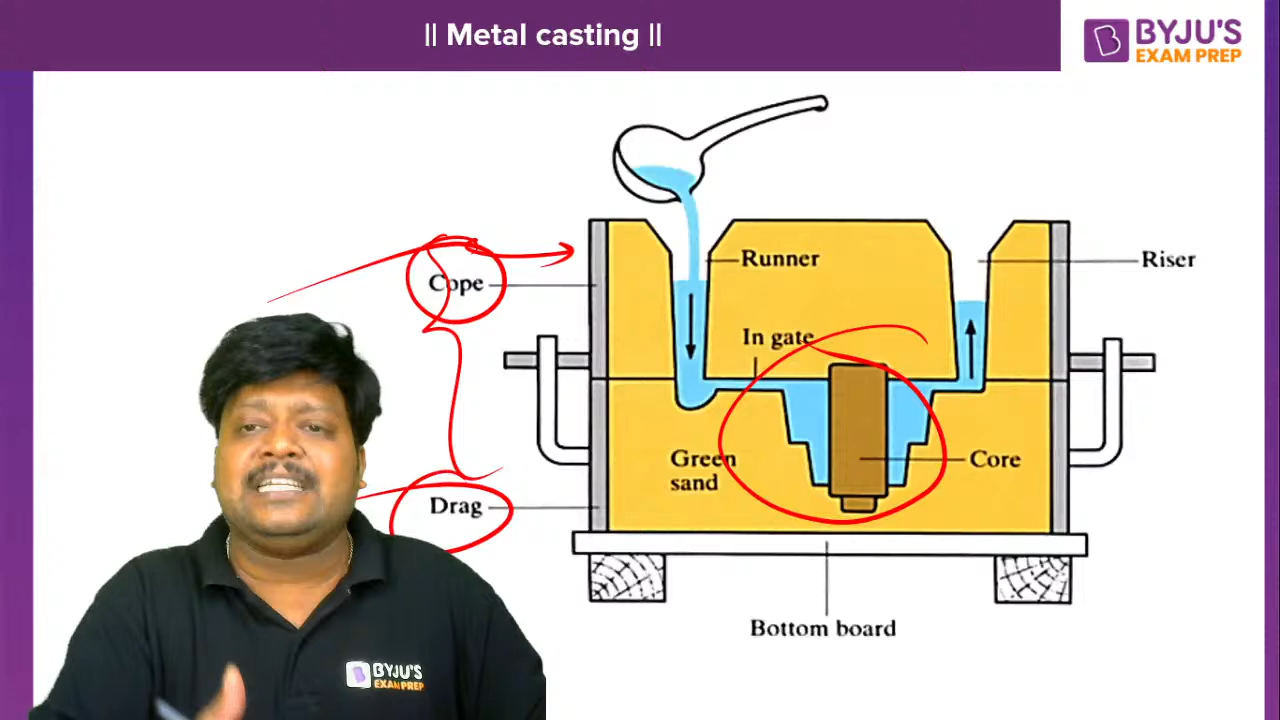 || Metal casting ||
BYJU'S
EXAM PREP
Runner
Riser
Cope
In gate
Green
sand
Core
Drag
Bottom board
BYJU'S
EXAM PREP